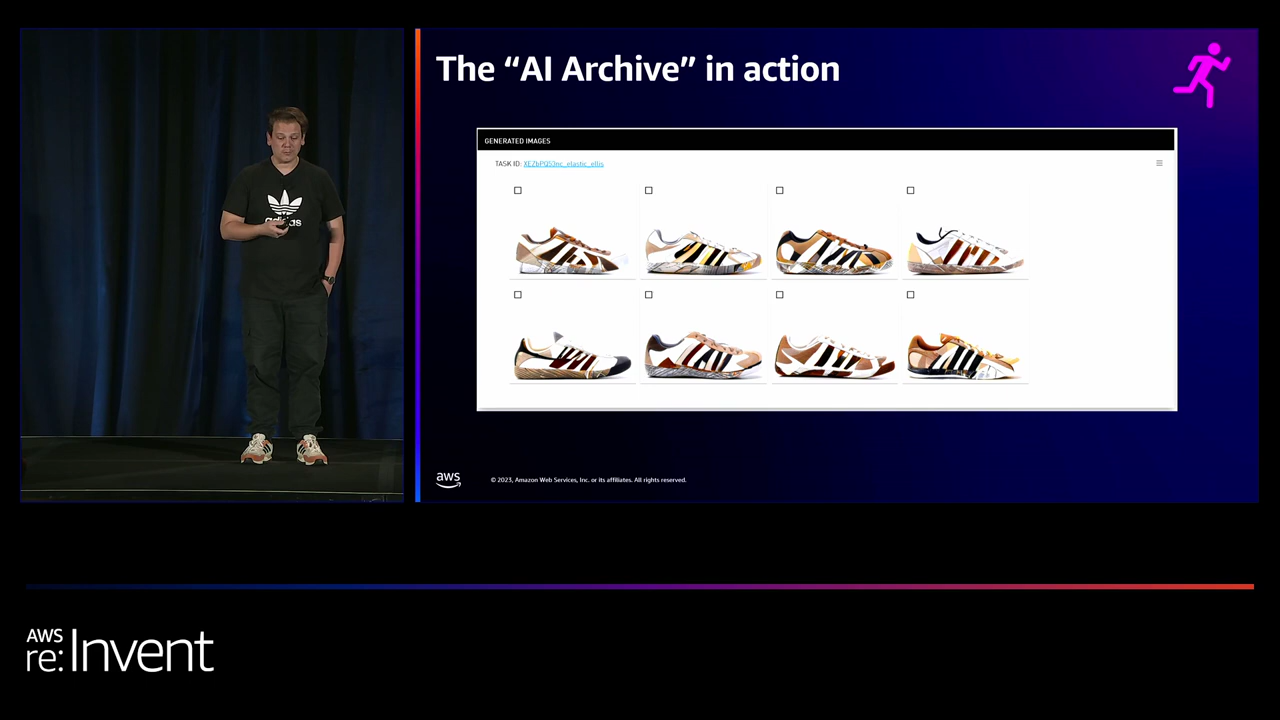 The “AI Archive” in action
GENERATED IMAGES
TASK ID: XEZbPQ53nc_elastic_ellis
adidas
aws
© 2023, Amazon Web Services, Inc. or its affiliates. All rights reserved.
AWS
re:Invent